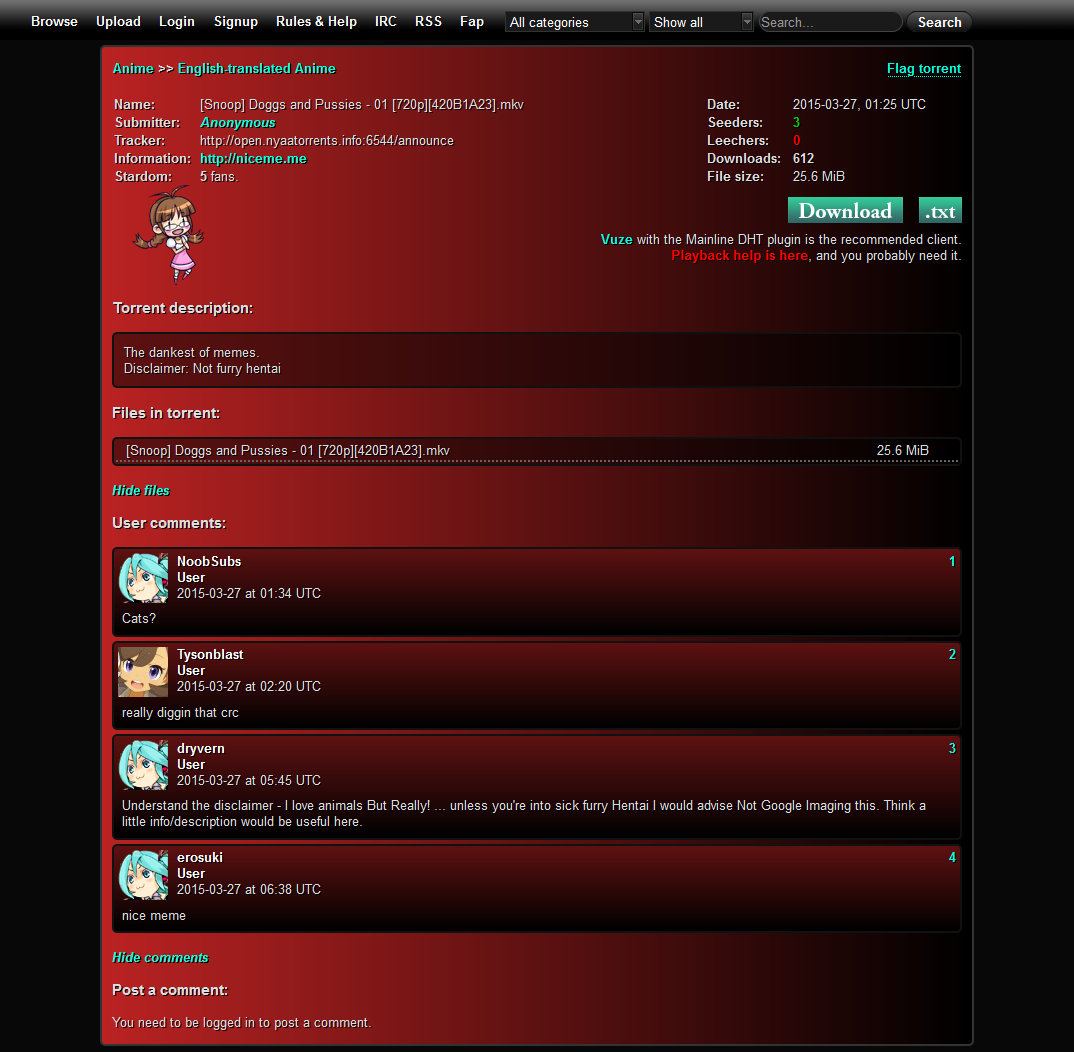 Browse Upload Login Signup Rules & Help IRC RSS Fap All categories Show all Search... Search
Anime >> English-translated Anime Flag torrent
Name: [Snoop] Doggs and Pussies - 01 [720p][420B1A23].mkv Date: 2015-03-27, 01:25 UTC
Submitter: Anonymous Seeders: 3
Tracker: http://open.nyaatorrents.info:6544/announce Leechers: 0
Information: http://niceme.me Downloads: 612
Stardom: 5 fans. File size: 25.6 MiB
Download .txt
Vuze with the Mainline DHT plugin is the recommended client.
Playback help is here, and you probably need it.
Torrent description:
The dankest of memes.
Disclaimer: Not furry hentai
Files in torrent:
[Snoop] Doggs and Pussies - 01 [720p][420B1A23].mkv 25.6 MiB
Hide files
User comments:
NoobSubs 1
User
2015-03-27 at 01:34 UTC
Cats?
Tysonblast 2
User
2015-03-27 at 02:20 UTC
really diggin that crc
dryvern 3
User
2015-03-27 at 05:45 UTC
Understand the disclaimer - I love animals But Really! ... unless you're into sick furry Hentai I would advise Not Google Imaging this. Think a
little info/description would be useful here.
erosuki 4
User
2015-03-27 at 06:38 UTC
nice meme
Hide comments
Post a comment:
You need to be logged in to post a comment.